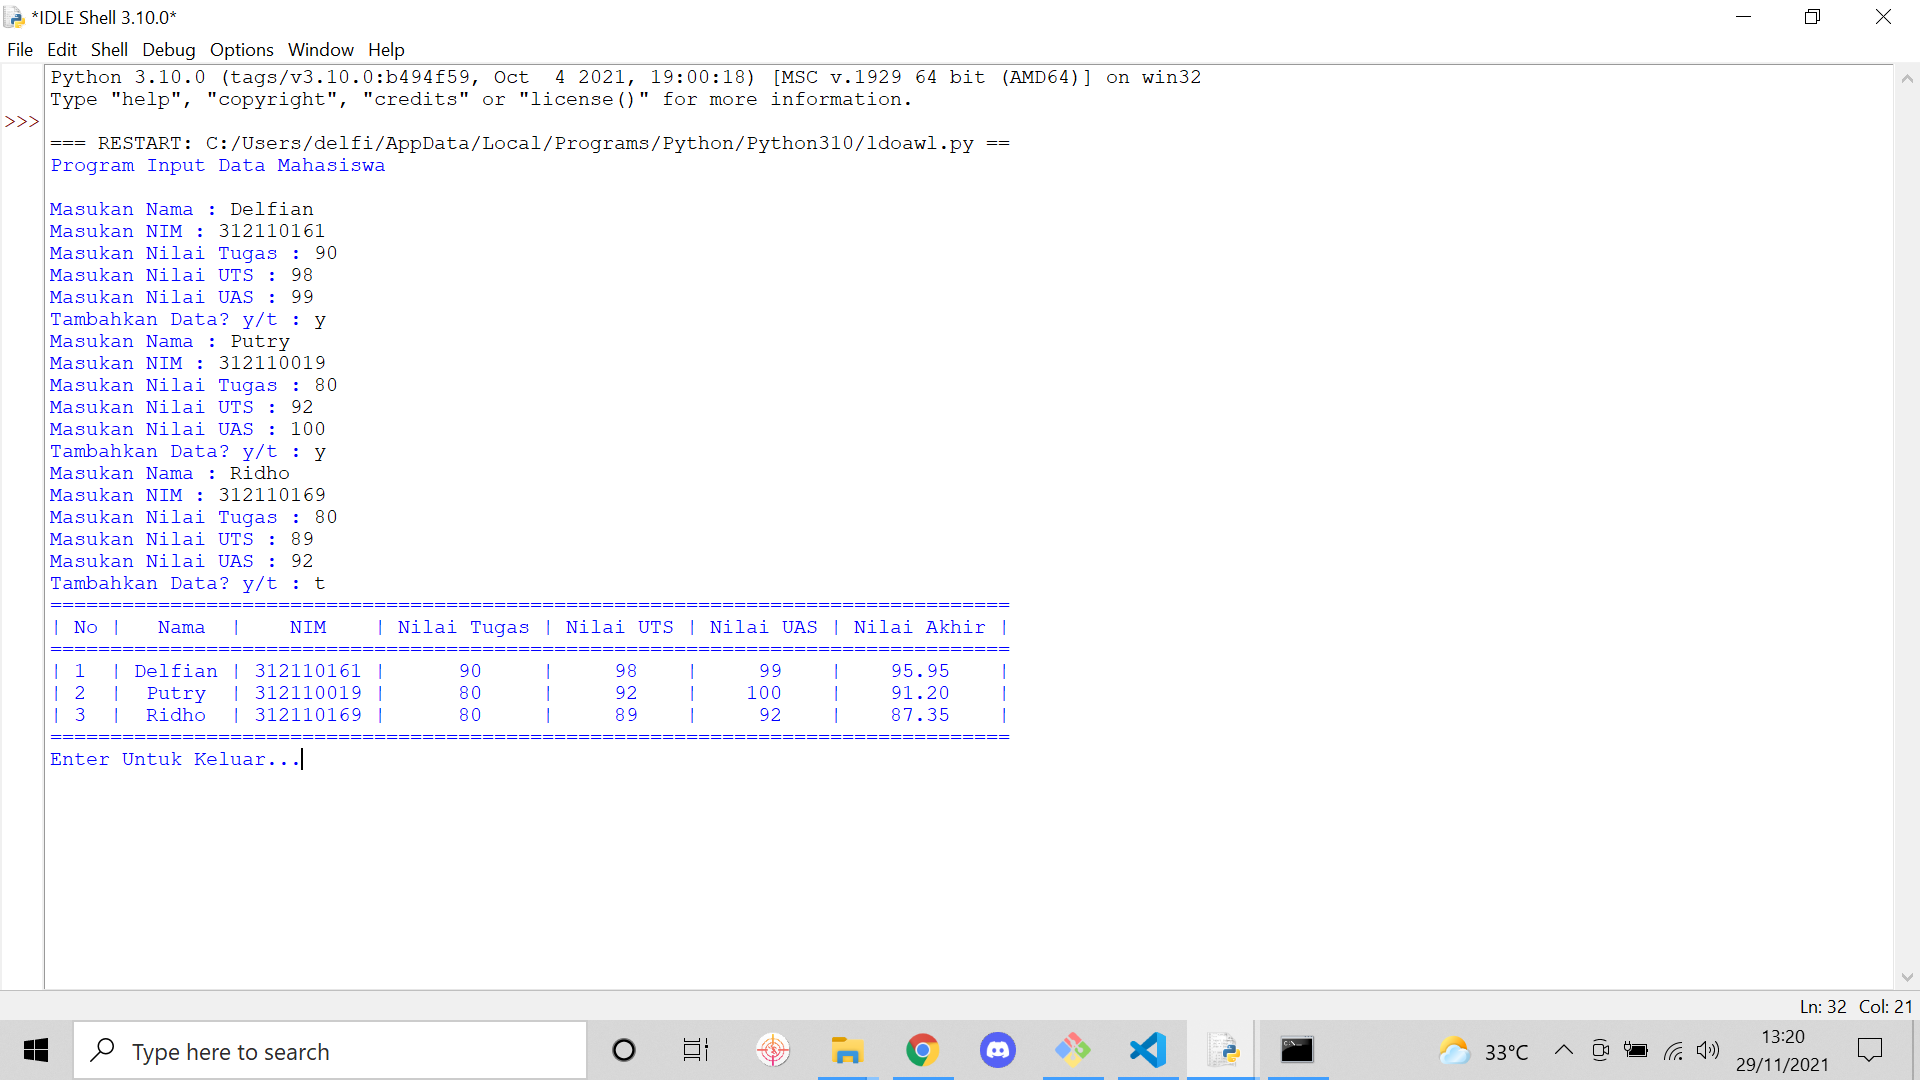 *IDLE Shell 3.10.0*
File Edit Shell Debug Options Window Help
Python 3.10.0 (tags/v3.10.0:b494f59, Oct  4 2021, 19:00:18) [MSC v.1929 64 bit (AMD64)] on win32
Type "help", "copyright", "credits" or "license()" for more information.
>>>
=== RESTART: C:/Users/delfi/AppData/Local/Programs/Python/Python310/ldoawl.py ==
Program Input Data Mahasiswa
Masukan Nama : Delfian
Masukan NIM : 312110161
Masukan Nilai Tugas : 90
Masukan Nilai UTS : 98
Masukan Nilai UAS : 99
Tambahkan Data? y/t : y
Masukan Nama : Putry
Masukan NIM : 312110019
Masukan Nilai Tugas : 80
Masukan Nilai UTS : 92
Masukan Nilai UAS : 100
Tambahkan Data? y/t : y
Masukan Nama : Ridho
Masukan NIM : 312110169
Masukan Nilai Tugas : 80
Masukan Nilai UTS : 89
Masukan Nilai UAS : 92
Tambahkan Data? y/t : t
================================================================================
| No |   Nama  |    NIM    | Nilai Tugas | Nilai UTS | Nilai UAS | Nilai Akhir |
================================================================================
| 1  | Delfian | 312110161 |      90     |     98    |     99    |    95.95    |
| 2  |  Putry  | 312110019 |      80     |     92    |    100    |    91.20    |
| 3  |  Ridho  | 312110169 |      80     |     89    |     92    |    87.35    |
================================================================================
Enter Untuk Keluar...
Ln: 32 Col: 21
Type here to search
33°C
13:20
29/11/2021